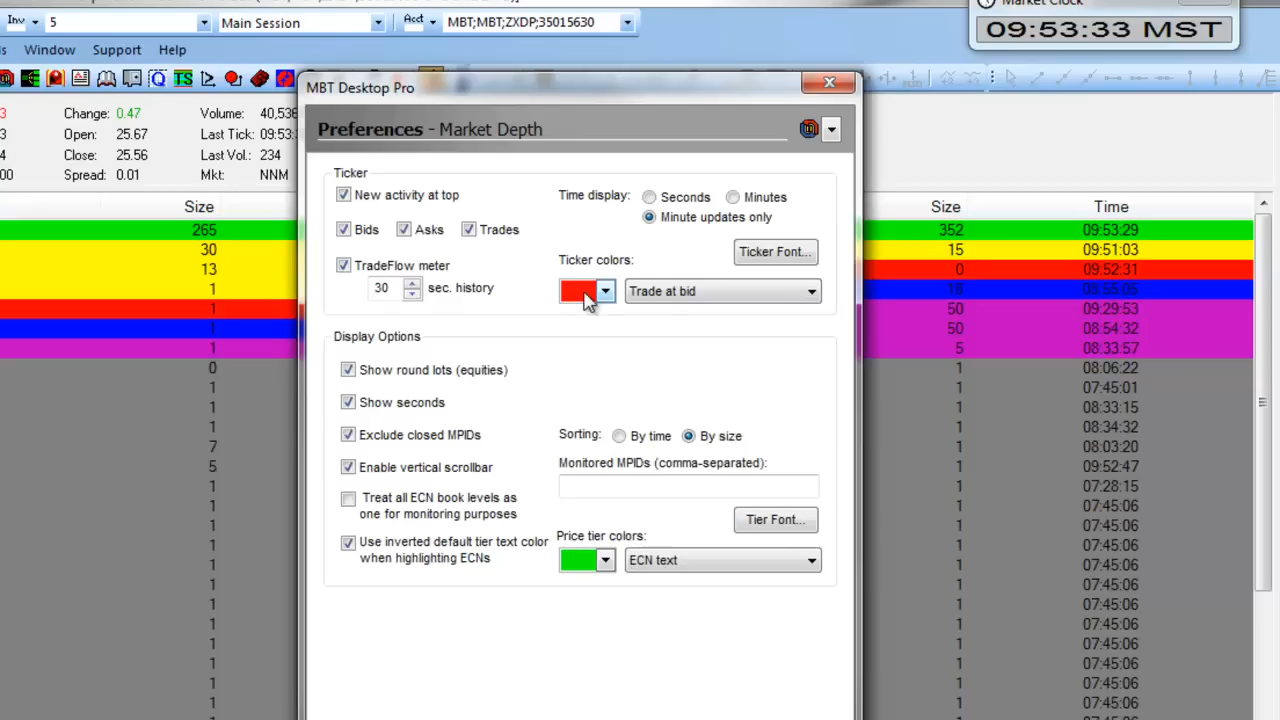 Inv 5 Main Session Acct MBT;MBT;ZXDP;35015630
Market Clock
09:53:33 MST
Window Support Help
TS
MBT Desktop Pro
Change: 0.47 Volume: 40,536
Open: 25.67 Last Tick: 09:53:
Close: 25.56 Last Vol.: 234
Spread: 0.01 Mkt: NNM
Preferences - Market Depth
Ticker
New activity at top
Bids Asks Trades
TradeFlow meter
30 sec. history
Time display: Seconds Minutes
Minute updates only
Ticker Font...
Ticker colors:
Trade at bid
Display Options
Show round lots (equities)
Show seconds
Exclude closed MPIDs
Enable vertical scrollbar
Treat all ECN book levels as
one for monitoring purposes
Use inverted default tier text color
when highlighting ECNs
Sorting: By time By size
Monitored MPIDs (comma-separated):
Tier Font...
Price tier colors:
ECN text
Size
265
30
13
1
1
1
1
0
1
1
1
7
5
1
1
1
1
1
1
1
1
1
1
1
1
Size Time
352 09:53:29
15 09:51:03
0 09:52:31
18 08:55:05
50 09:29:53
50 08:54:32
5 08:33:57
1 08:06:22
1 07:45:01
1 08:33:15
1 08:34:32
1 08:03:20
1 09:52:47
1 07:28:15
1 07:45:06
1 07:45:06
1 07:45:06
1 07:45:06
1 07:45:06
1 07:45:06
1 07:45:06
1 07:45:06
1 07:45:06
1 07:45:06
1 07:45:06